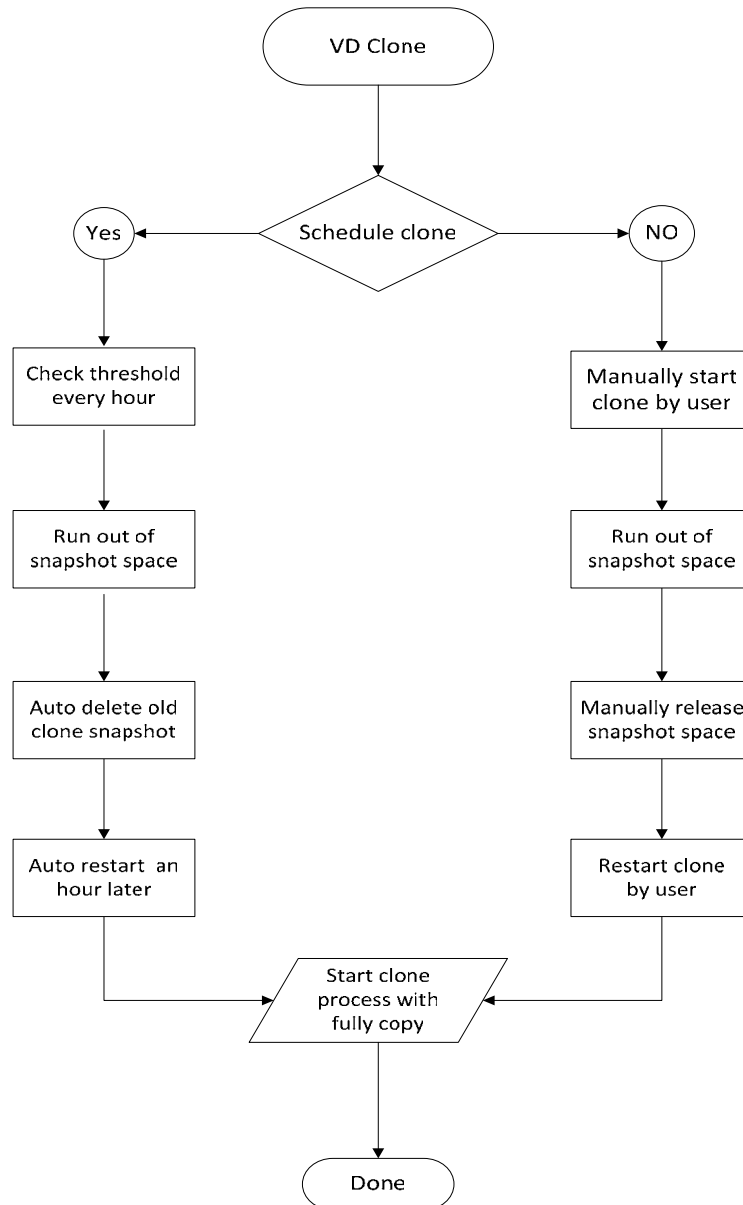 VD Clone
Schedule clone
Yes
NO
Check threshold
every hour
Manually start
clone by user
Run out of
snapshot space
Run out of
snapshot space
Auto delete old
clone snapshot
Manually release
snapshot space
Auto restart an
hour later
Restart clone
by user
Start clone
process with
fully copy
Done